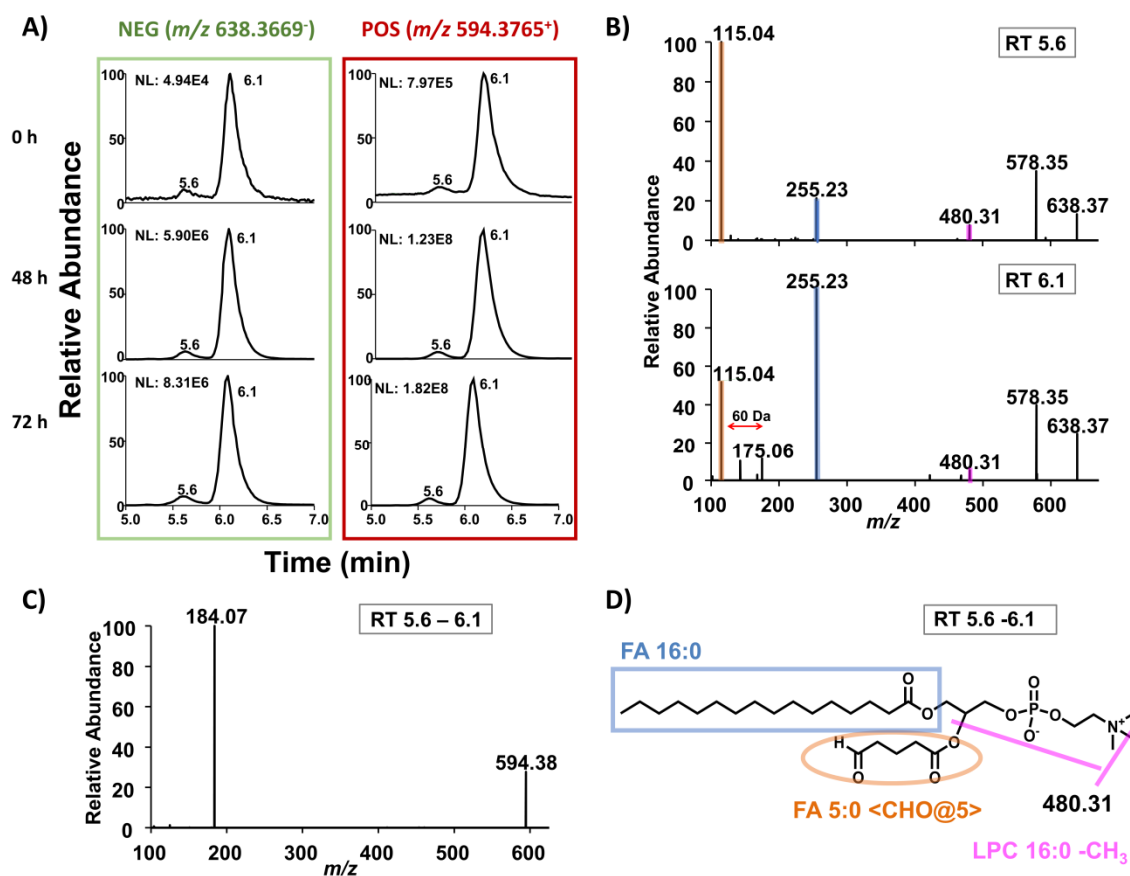 A)
NEG (m/z 638.3669⁻)
POS (m/z 594.3765⁺)
Relative Abundance
Time (min)
0 h
100
50
0
NL: 4.94E4
6.1
5.6
100
50
0
NL: 7.97E5
6.1
5.6
48 h
100
50
0
NL: 5.90E6
6.1
5.6
100
50
0
NL: 1.23E8
6.1
5.6
72 h
100
50
0
NL: 8.31E6
6.1
5.6
5.0 5.5 6.0 6.5 7.0
100
50
0
NL: 1.82E8
6.1
5.6
5.0 5.5 6.0 6.5 7.0
B)
RT 5.6
Relative Abundance
100
80
60
40
20
0
115.04
255.23
480.31
578.35
638.37
RT 6.1
100
80
60
40
20
0
115.04
60 Da
175.06
255.23
480.31
578.35
638.37
100 200 300 400 500 600
m/z
C)
RT 5.6 – 6.1
Relative Abundance
100
80
60
40
20
0
184.07
594.38
100 200 300 400 500 600
m/z
D)
RT 5.6 -6.1
FA 16:0
O
O
O
P
O
O⁻
O
N⁺
H
O
O
O
FA 5:0 <CHO@5>
480.31
LPC 16:0 -CH₃